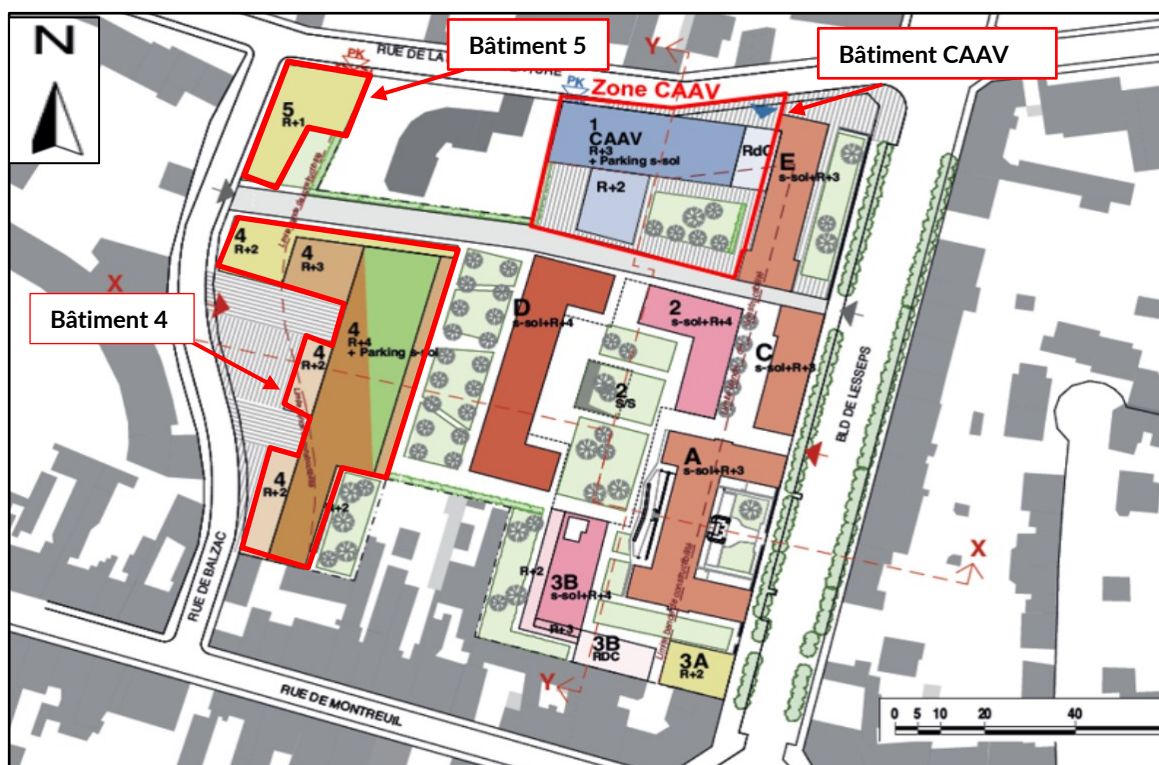 N
RUE DE LA
Bâtiment 5
Y
Bâtiment CAAV
PK
PK
Zone CAAV
5
R+1
1
CAAV
R+3
+ Parking s-sol
RdC
E
s-sol+R+3
R+2
4
R+2
4
R+3
X
Bâtiment 4
4
R+4
+ Parking s-sol
4
R+2
D
s-sol+R+4
2
s-sol+R+4
C
s-sol+R+3
2
S/S
BLD DE LESSEPS
A
s-sol+R+3
4
R+2
R+2
X
RUE DE BALZAC
R+2
3B
s-sol+R+4
R+3
3B
RDC
3A
R+2
Y
RUE DE MONTREUIL
0 5 10 20 40